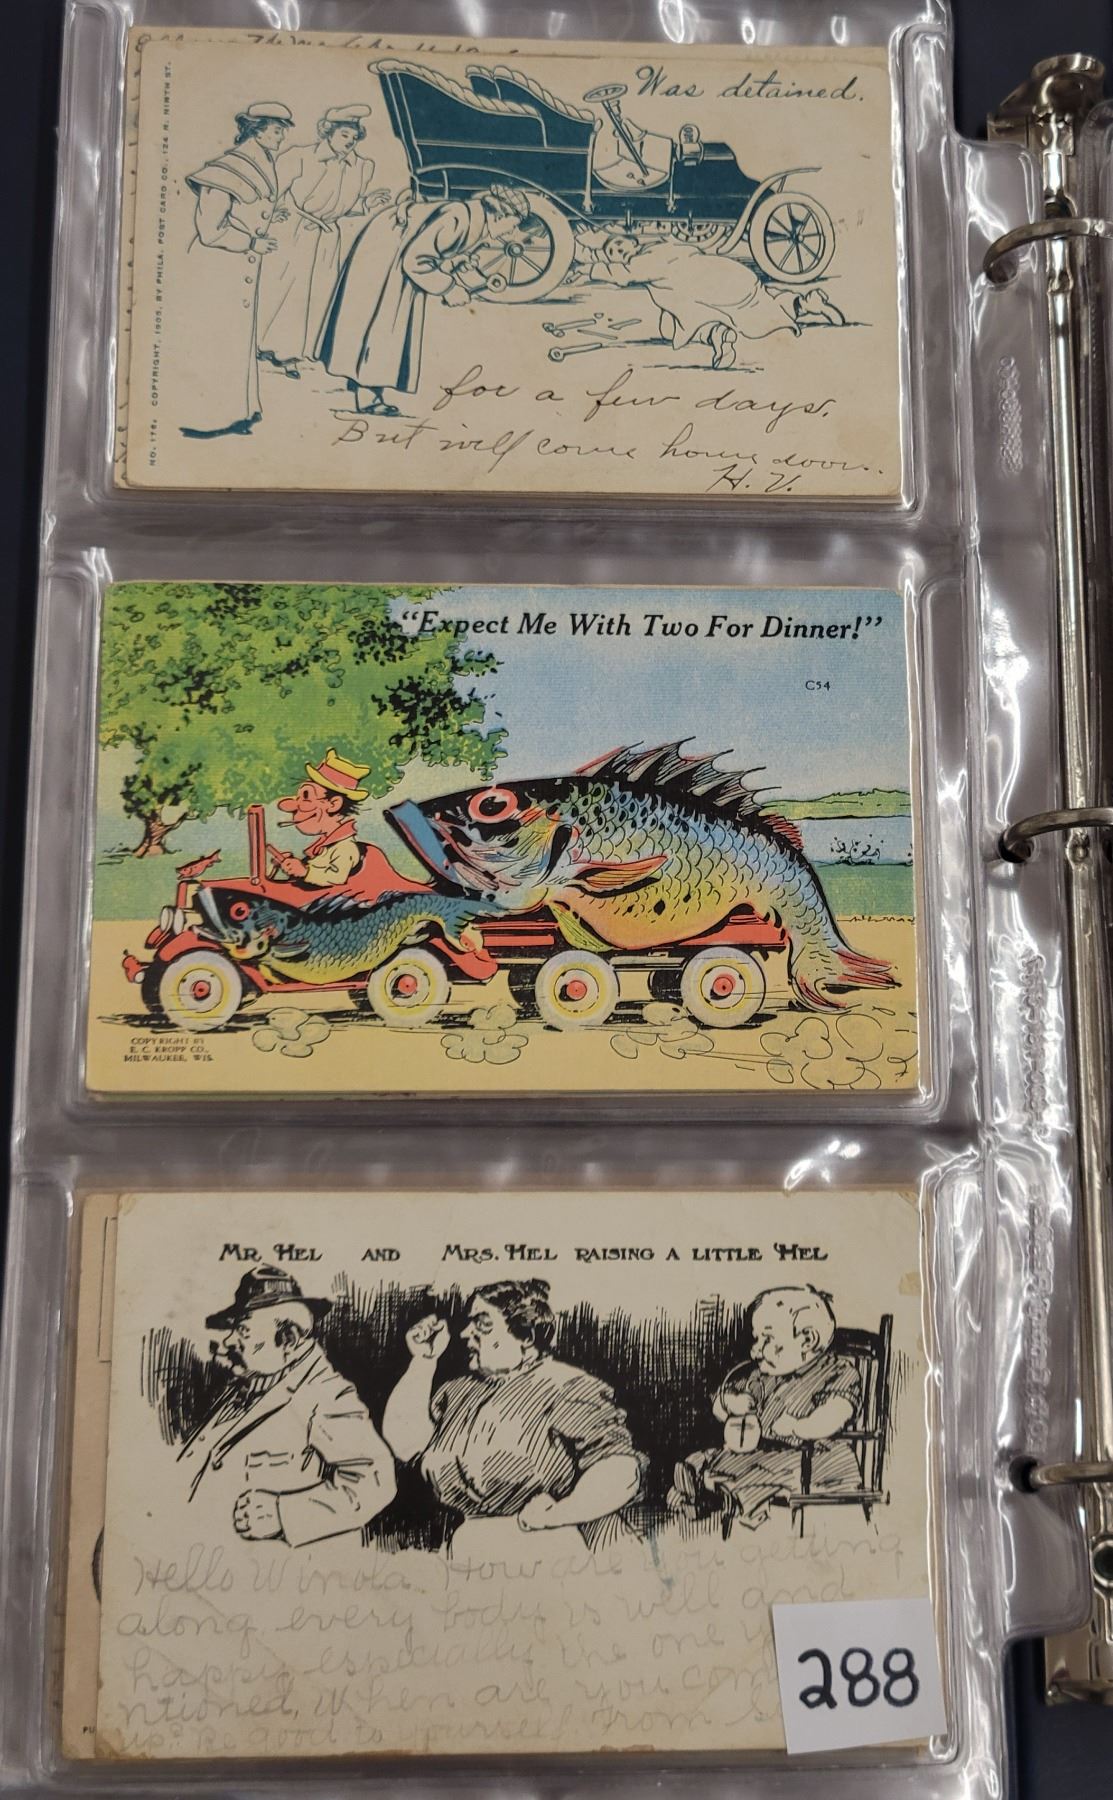 Was detained.
NO. 176. COPYRIGHT, 1905, BY PHILA. POST CARD CO., 124 N. NINTH ST.
for a few days.
But will come home soon.
H. V.
"Expect Me With Two For Dinner!"
C54
COPYRIGHT BY
E. C. KROPP CO.,
MILWAUKEE, WIS.
MR. HEL AND MRS. HEL RAISING A LITTLE HEL
Hello Winola. How are you getting
along, every body is well and
happy especially the one
ntioned, When are you com
up? Be good to yourself. From
288
PU